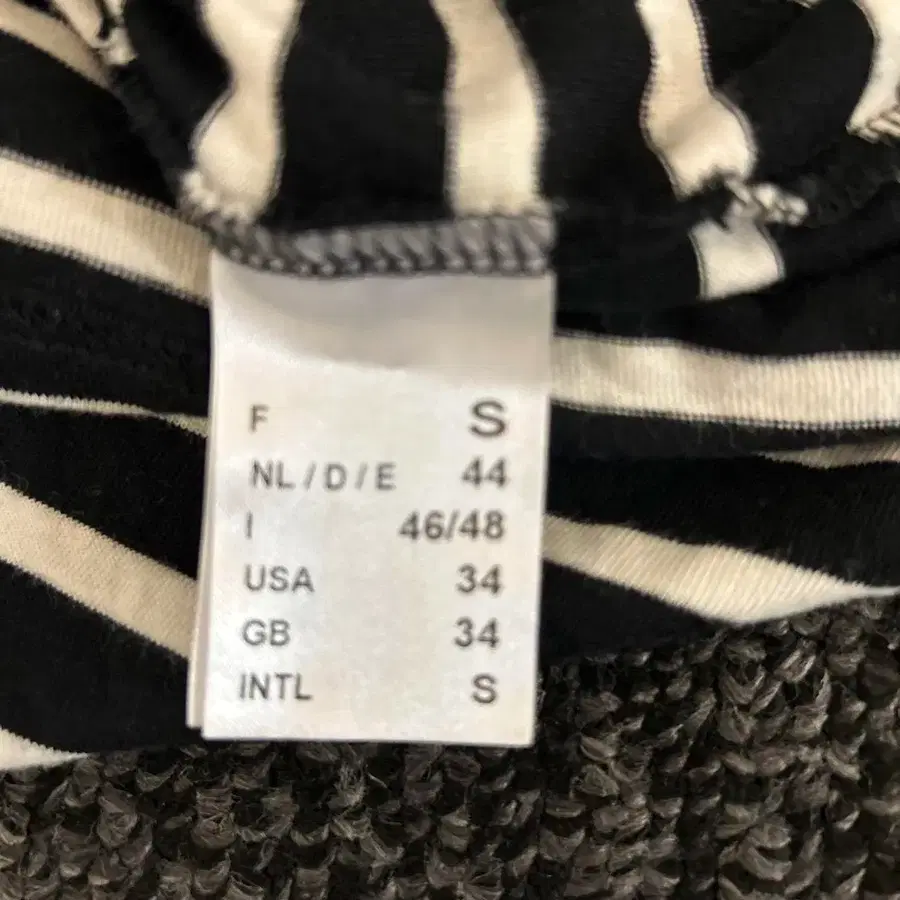 F S
NL / D / E 44
I 46/48
USA 34
GB 34
INTL S